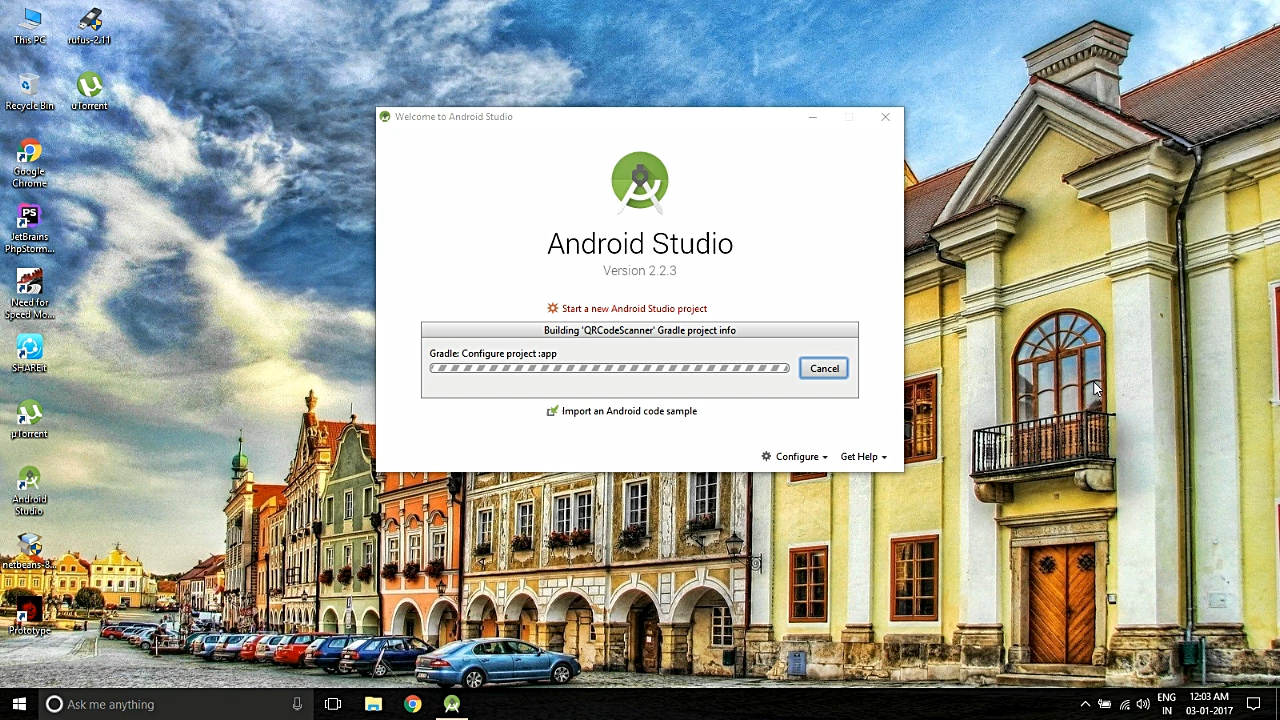 This PC
rufus-2.11
Recycle Bin
uTorrent
Google
Chrome
PS
JetBrains
PhpStorm...
Need for
Speed Mo...
SHAREit
µTorrent
Android
Studio
netbeans-8...
Prototype
Welcome to Android Studio
Android Studio
Version 2.2.3
Start a new Android Studio project
Building 'QRCodeScanner' Gradle project info
Gradle: Configure project :app
Cancel
Import an Android code sample
Configure
Get Help
Ask me anything
ENG
IN
12:03 AM
03-01-2017